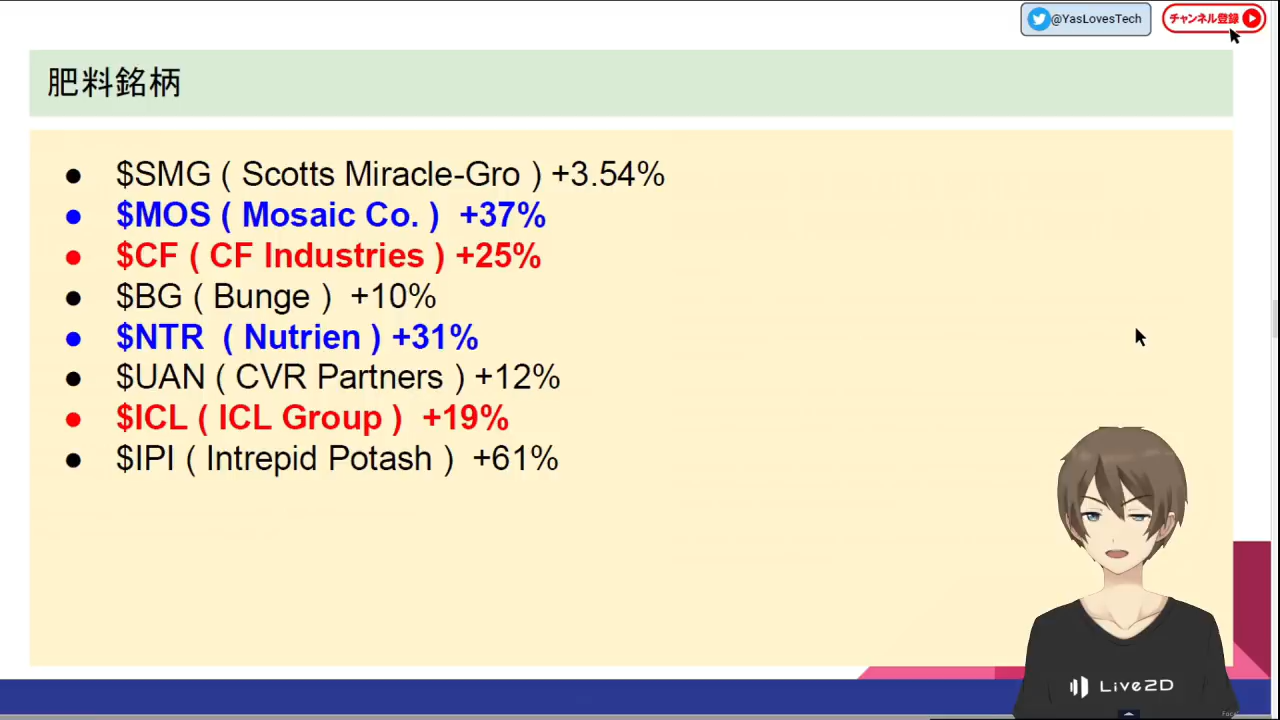 @YasLovesTech
チャンネル登録
肥料銘柄
● $SMG ( Scotts Miracle-Gro ) +3.54%
● $MOS ( Mosaic Co. ) +37%
● $CF ( CF Industries ) +25%
● $BG ( Bunge ) +10%
● $NTR ( Nutrien ) +31%
● $UAN ( CVR Partners ) +12%
● $ICL ( ICL Group ) +19%
● $IPI ( Intrepid Potash ) +61%
Live2D